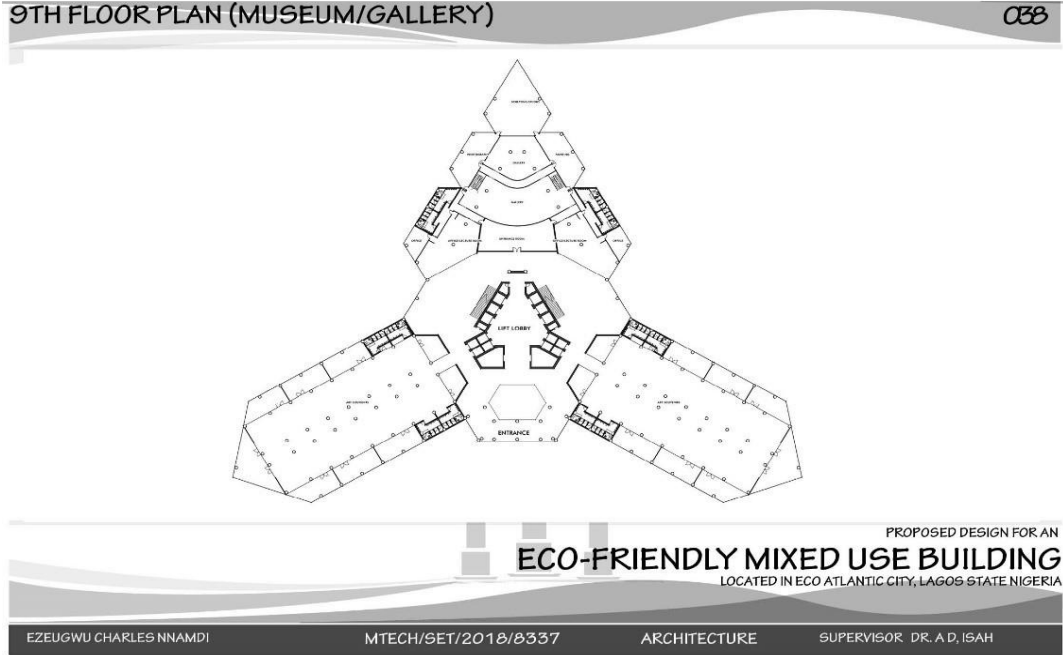 9TH FLOOR PLAN (MUSEUM/GALLERY)
038
GALLERY
GALLERY
OFFICE
OFFICE
LIFT LOBBY
ENTRANCE
PROPOSED DESIGN FOR AN
ECO-FRIENDLY MIXED USE BUILDING
LOCATED IN ECO ATLANTIC CITY, LAGOS STATE NIGERIA
EZEUGWU CHARLES NNAMDI
MTECH/SET/2018/8337
ARCHITECTURE
SUPERVISOR DR. A D, ISAH